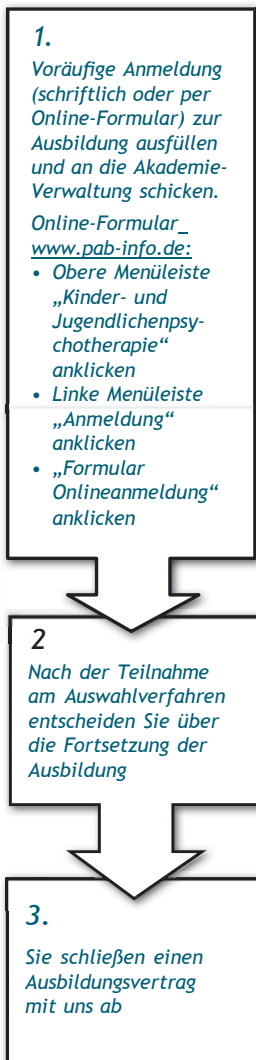 1.
Voräufige Anmeldung
(schriftlich oder per
Online-Formular) zur
Ausbildung ausfüllen
und an die Akademie-
Verwaltung schicken.
Online-Formular_
www.pab-info.de:
• Obere Menüleiste
„Kinder- und
Jugendlichenpsy-
chotherapie“
anklicken
• Linke Menüleiste
„Anmeldung“
anklicken
• „Formular
Onlineanmeldung“
anklicken
2
Nach der Teilnahme
am Auswahlverfahren
entscheiden Sie über
die Fortsetzung der
Ausbildung
3.
Sie schließen einen
Ausbildungsvertrag
mit uns ab